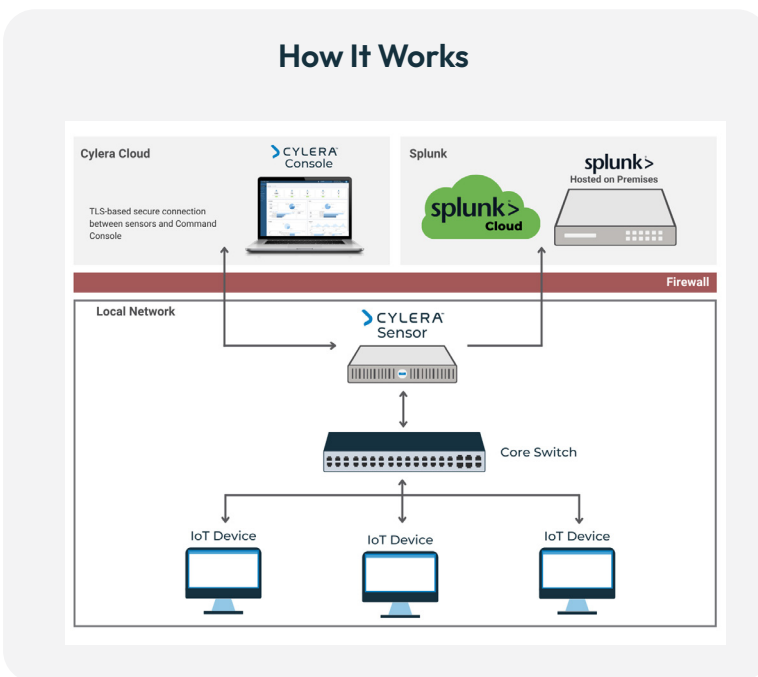 How It Works
Cylera Cloud
CYLERA
Console
TLS-based secure connection
between sensors and Command
Console
Splunk
splunk>
Cloud
splunk>
Hosted on Premises
Firewall
Local Network
CYLERA
Sensor
Core Switch
IoT Device
IoT Device
IoT Device